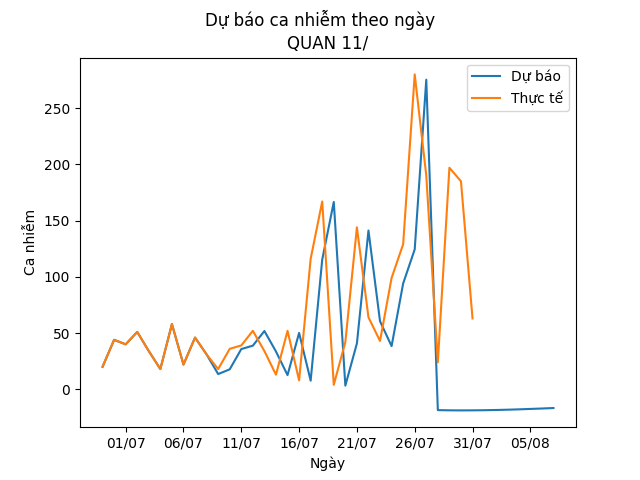 Dự báo ca nhiễm theo ngày
QUAN 11/
Dự báo
Thực tế
Ca nhiễm
250
200
150
100
50
0
01/07 06/07 11/07 16/07 21/07 26/07 31/07 05/08
Ngày